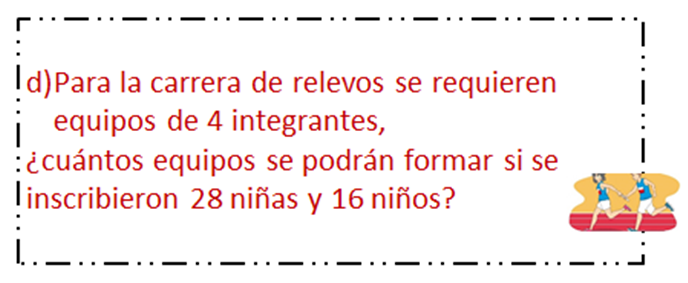 d)Para la carrera de relevos se requieren
equipos de 4 integrantes,
¿cuántos equipos se podrán formar si se
inscribieron 28 niñas y 16 niños?